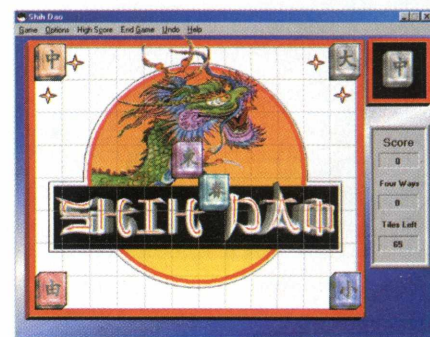 Shih Dao
Game Options High Score End Game Undo Help
中 大 中
SHIH DAO
Score
0
Four Ways
0
Tiles Left
65
由 小